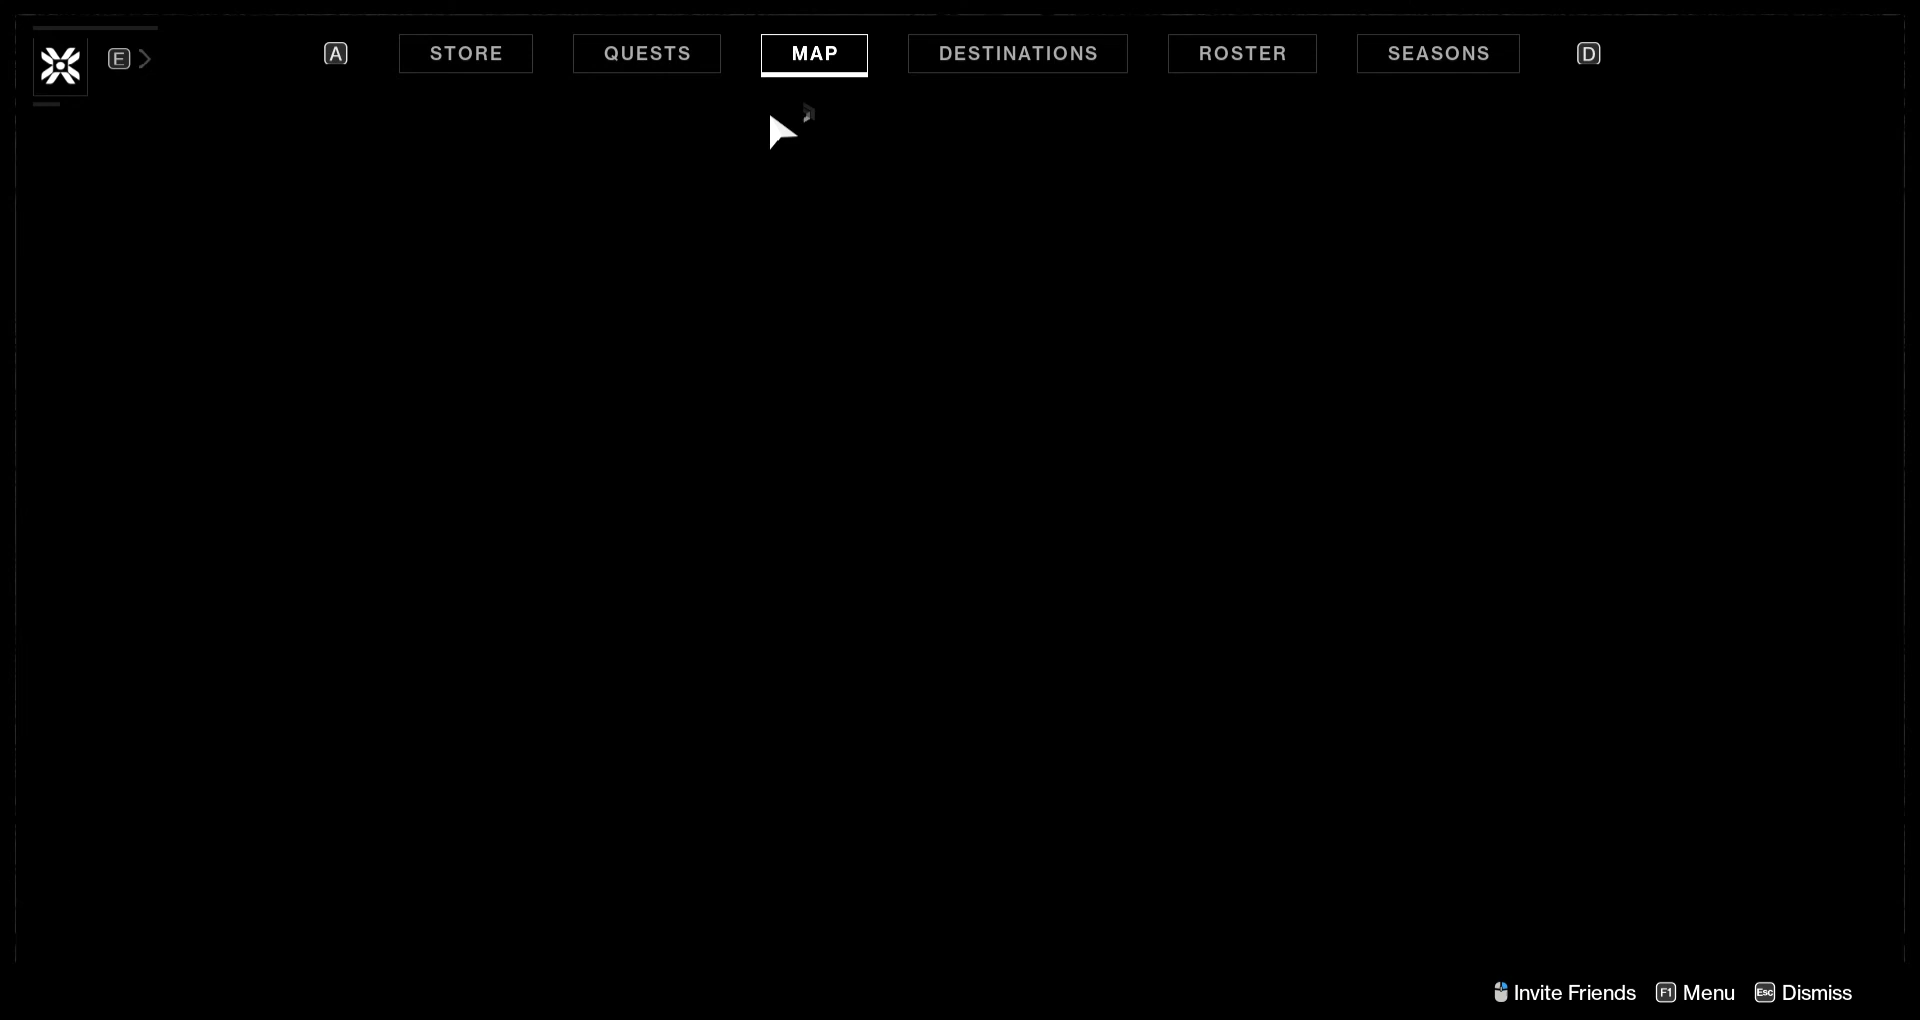 E
A
STORE
QUESTS
MAP
DESTINATIONS
ROSTER
SEASONS
D
Invite Friends
F1 Menu
Esc Dismiss